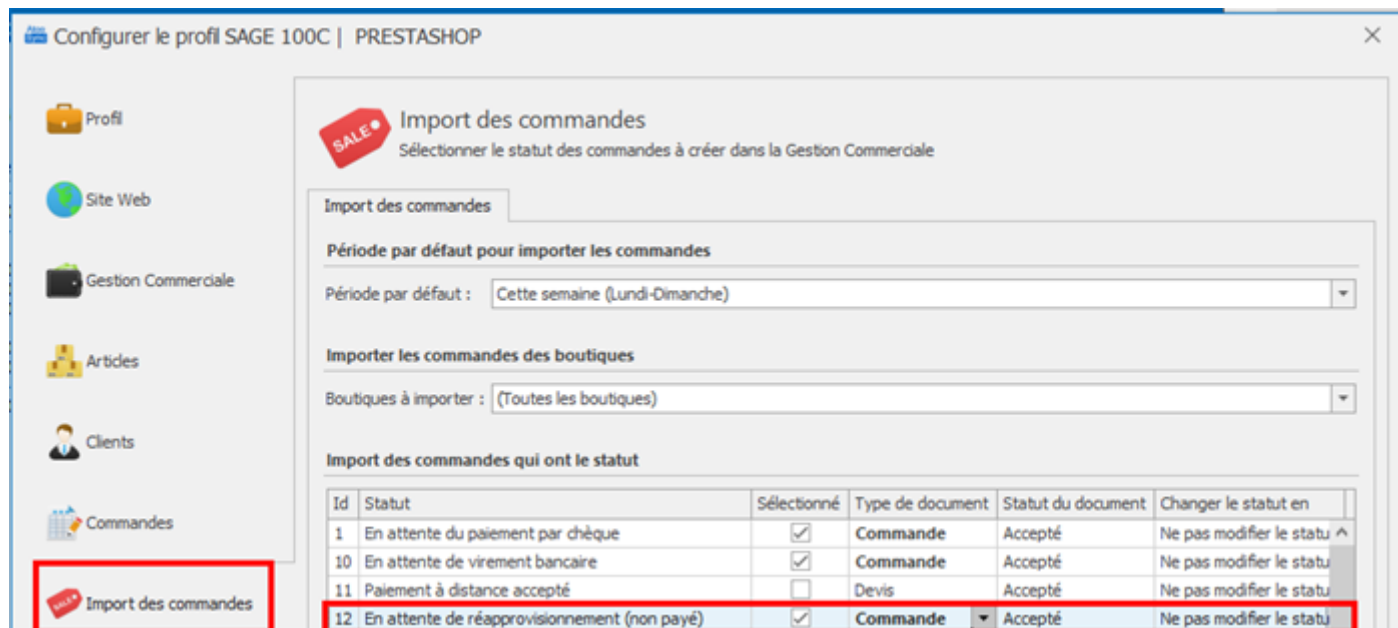 Configurer le profil SAGE 100C | PRESTASHOP
Profil
Site Web
Gestion Commerciale
Articles
Clients
Commandes
Import des commandes
SALE
Import des commandes
Sélectionner le statut des commandes à créer dans la Gestion Commerciale
Import des commandes
Période par défaut pour importer les commandes
Période par défaut : Cette semaine (Lundi-Dimanche)
Importer les commandes des boutiques
Boutiques à importer : (Toutes les boutiques)
Import des commandes qui ont le statut
Id Statut Sélectionné Type de document Statut du document Changer le statut en
1 En attente du paiement par chèque Commande Accepté Ne pas modifier le statu
10 En attente de virement bancaire Commande Accepté Ne pas modifier le statu
11 Paiement à distance accepté Devis Accepté Ne pas modifier le statu
12 En attente de réapprovisionnement (non payé) Commande Accepté Ne pas modifier le statu